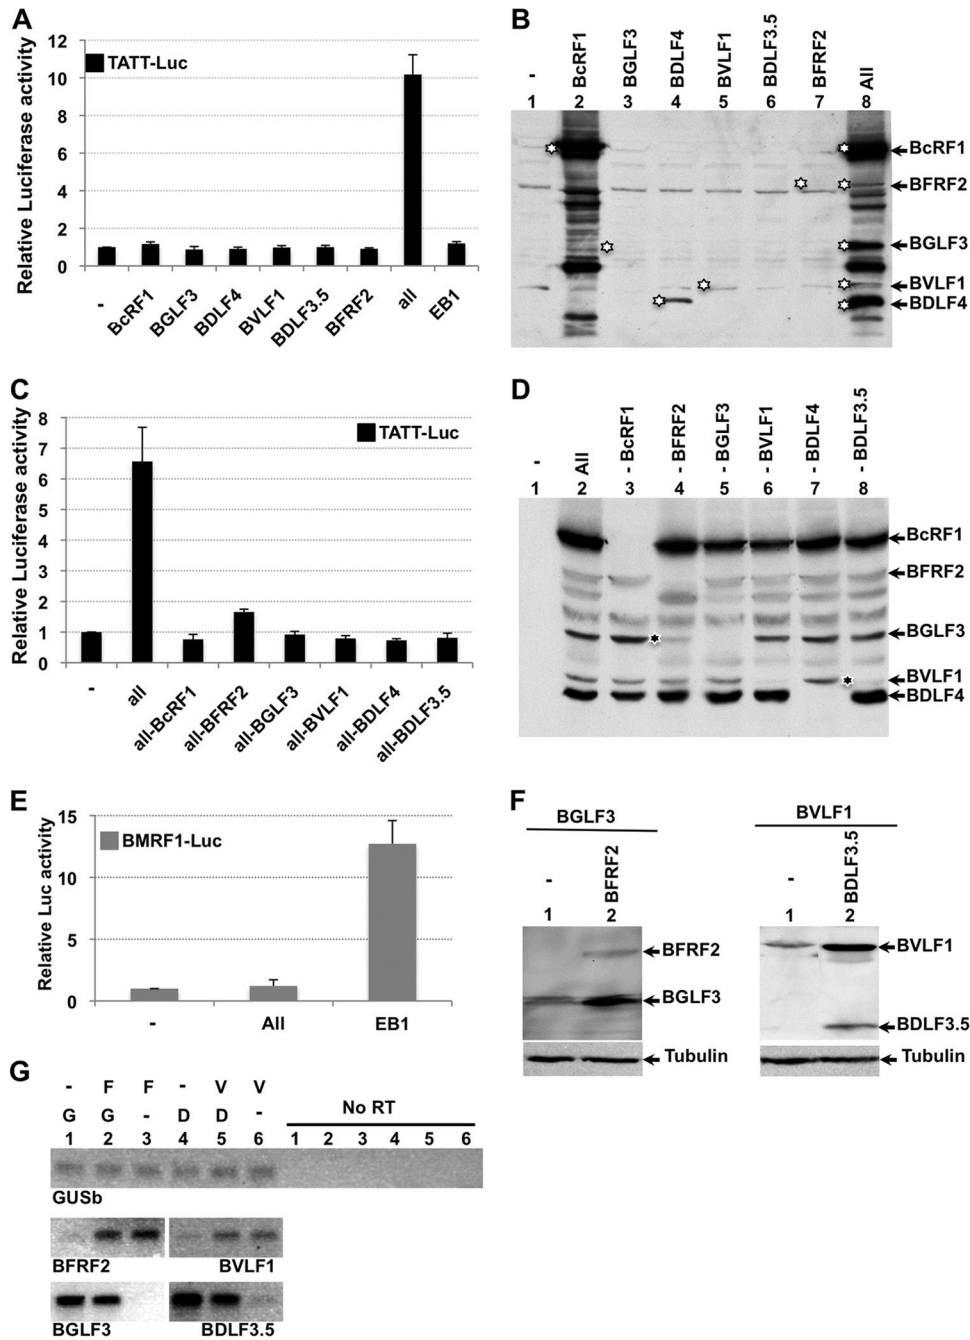 A
Relative Luciferase activity
12
10
8
6
4
2
0
TATT-Luc
-
BcRF1
BGLF3
BDLF4
BVLF1
BDLF3.5
BFRF2
all
EB1
B
-
BcRF1
BGLF3
BDLF4
BVLF1
BDLF3.5
BFRF2
All
1 2 3 4 5 6 7 8
BcRF1
BFRF2
BGLF3
BVLF1
BDLF4
C
Relative Luciferase activity
8
7
6
5
4
3
2
1
0
TATT-Luc
-
all
all-BcRF1
all-BFRF2
all-BGLF3
all-BVLF1
all-BDLF4
all-BDLF3.5
D
-
All
- BcRF1
- BFRF2
- BGLF3
- BVLF1
- BDLF4
- BDLF3.5
1 2 3 4 5 6 7 8
BcRF1
BFRF2
BGLF3
BVLF1
BDLF4
E
Relative Luc activity
15
10
5
0
BMRF1-Luc
- All EB1
F
BGLF3
-
BFRF2
1 2
BFRF2
BGLF3
Tubulin
BVLF1
-
BDLF3.5
1 2
BVLF1
BDLF3.5
Tubulin
G
- F F - V V
G G - D D -
1 2 3 4 5 6
No RT
1 2 3 4 5 6
GUSb
BFRF2 BVLF1
BGLF3 BDLF3.5